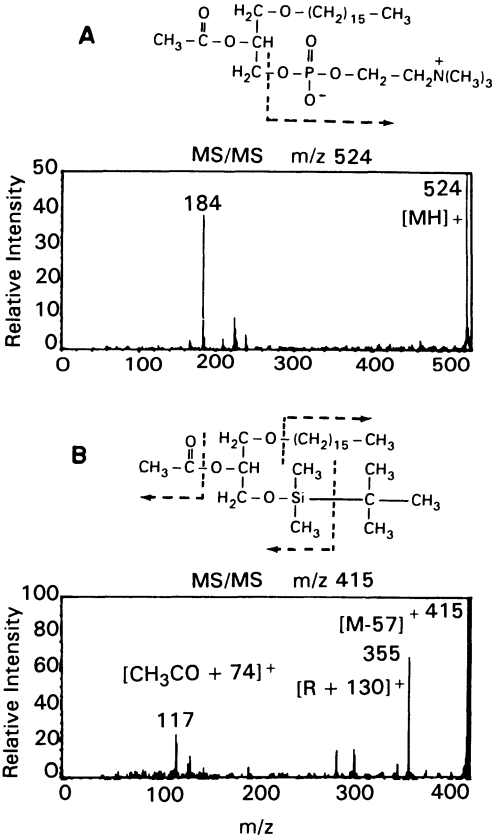 A
H₂C—O—(CH₂)₁₅—CH₃
O
CH₃—C—O—CH
O
H₂C—O—P—O—CH₂—CH₂N(CH₃)₃
+
O⁻
MS/MS m/z 524
Relative Intensity
50
40
30
20
10
0
184
524
[MH]+
0 100 200 300 400 500
B
H₂C—O—(CH₂)₁₅—CH₃
O
CH₃—C—O—CH
CH₃ CH₃
H₂C—O—Si—C—CH₃
CH₃ CH₃
MS/MS m/z 415
Relative Intensity
100
80
60
40
20
0
[M-57]⁺ 415
355
[R + 130]⁺
[CH₃CO + 74]⁺
117
0 100 200 300 400
m/z